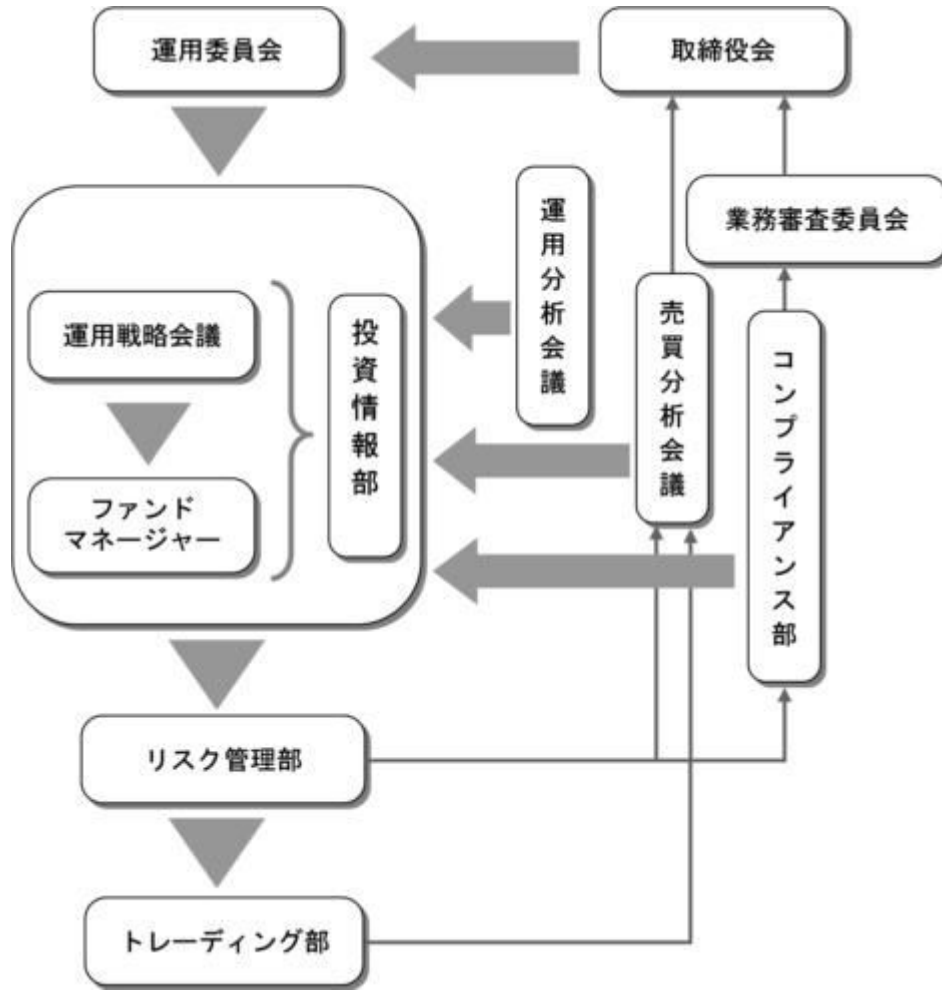 運用委員会
取締役会
運用分析会議
業務審査委員会
売買分析会議
コンプライアンス部
投資情報部
運用戦略会議
ファンド
マネージャー
リスク管理部
トレーディング部